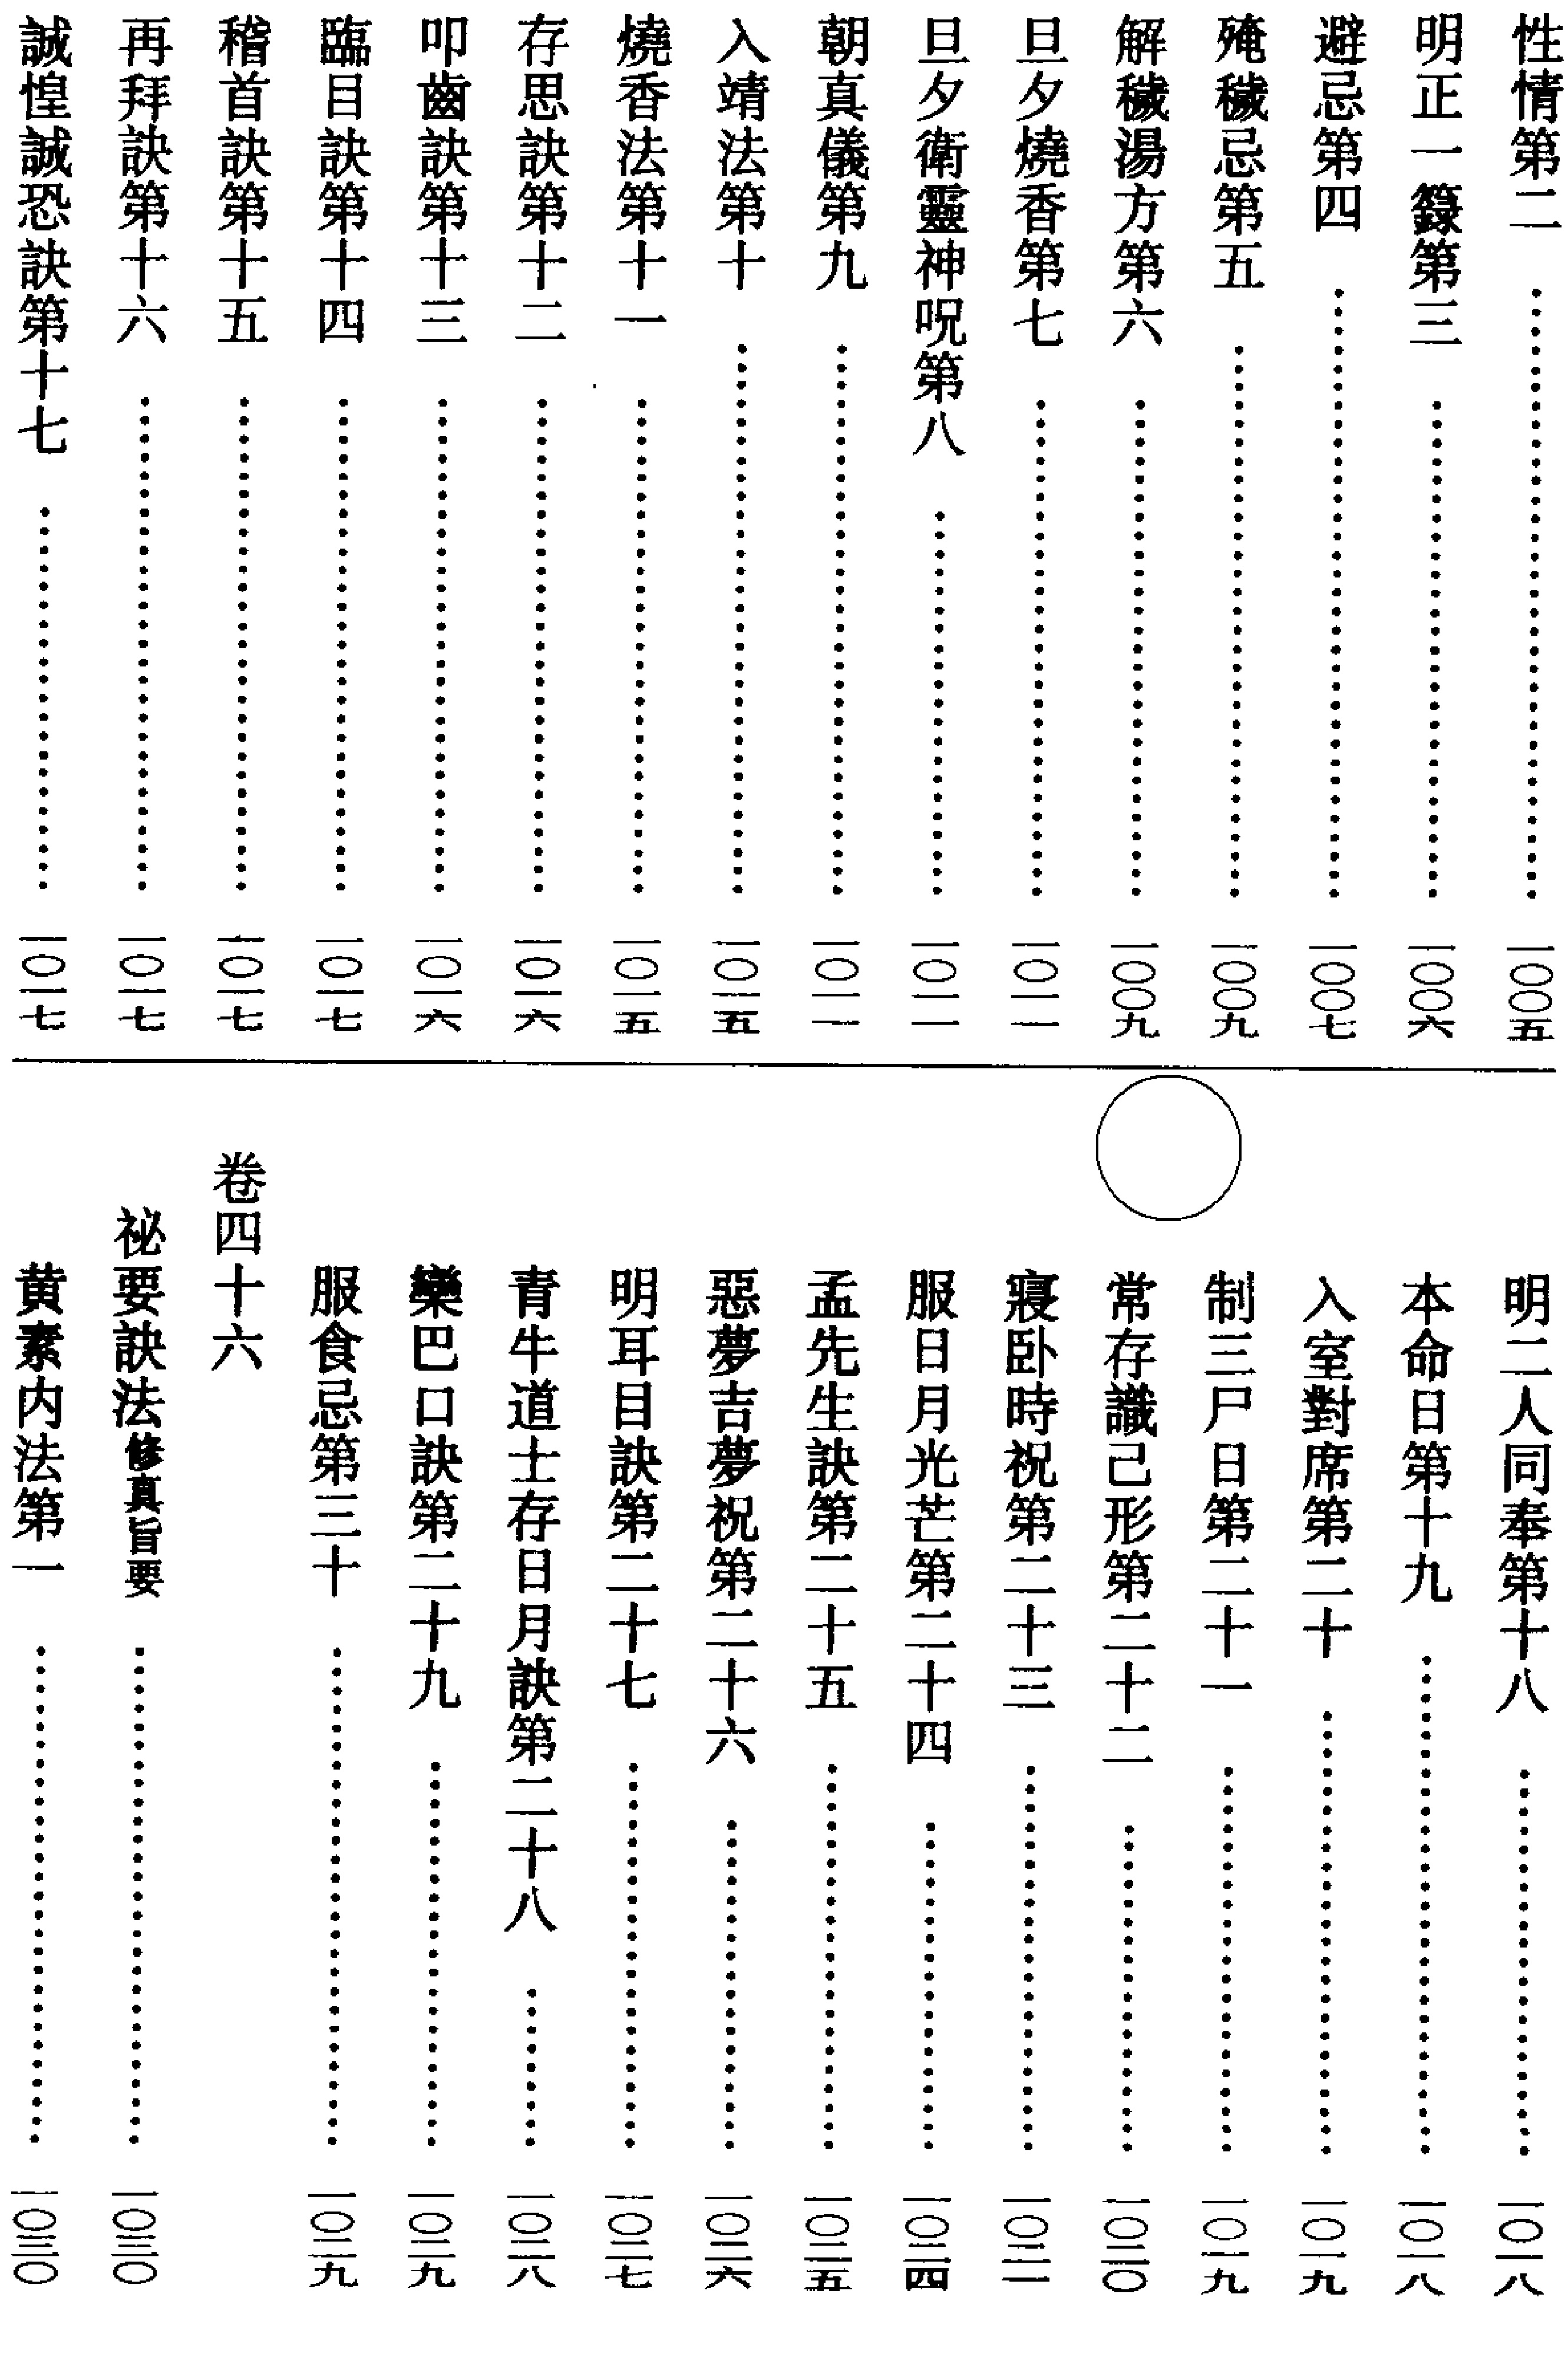 性情第二……一〇〇五
明正一籙第三……一〇〇六
避忌第四……一〇〇七
殗穢忌第五……一〇〇九
解穢湯方第六……一〇〇九
旦夕燒香第七……一〇一一
旦夕衛靈神呪第八……一〇一一
朝真儀第九……一〇一一
入靖法第十……一〇一五
燒香法第十一……一〇一五
存思訣第十二……一〇一六
叩齒訣第十三……一〇一六
臨目訣第十四……一〇一七
稽首訣第十五……一〇一七
再拜訣第十六……一〇一七
誠惶誠恐訣第十七……一〇一七
明二人同奉第十八……一〇一八
本命日第十九……一〇一八
入室對席第二十……一〇一九
制三尸日第二十一……一〇一九
常存識己形第二十二……一〇二〇
寢卧時祝第二十三……一〇二一
服日月光芒第二十四……一〇二四
孟先生訣第二十五……一〇二五
惡夢吉夢祝第二十六……一〇二六
明耳目訣第二十七……一〇二七
青牛道士存日月訣第二十八……一〇二八
欒巴口訣第二十九……一〇二九
服食忌第三十……一〇二九
卷四十六
祕要訣法修真旨要……一〇三〇
黃素內法第一……一〇三〇